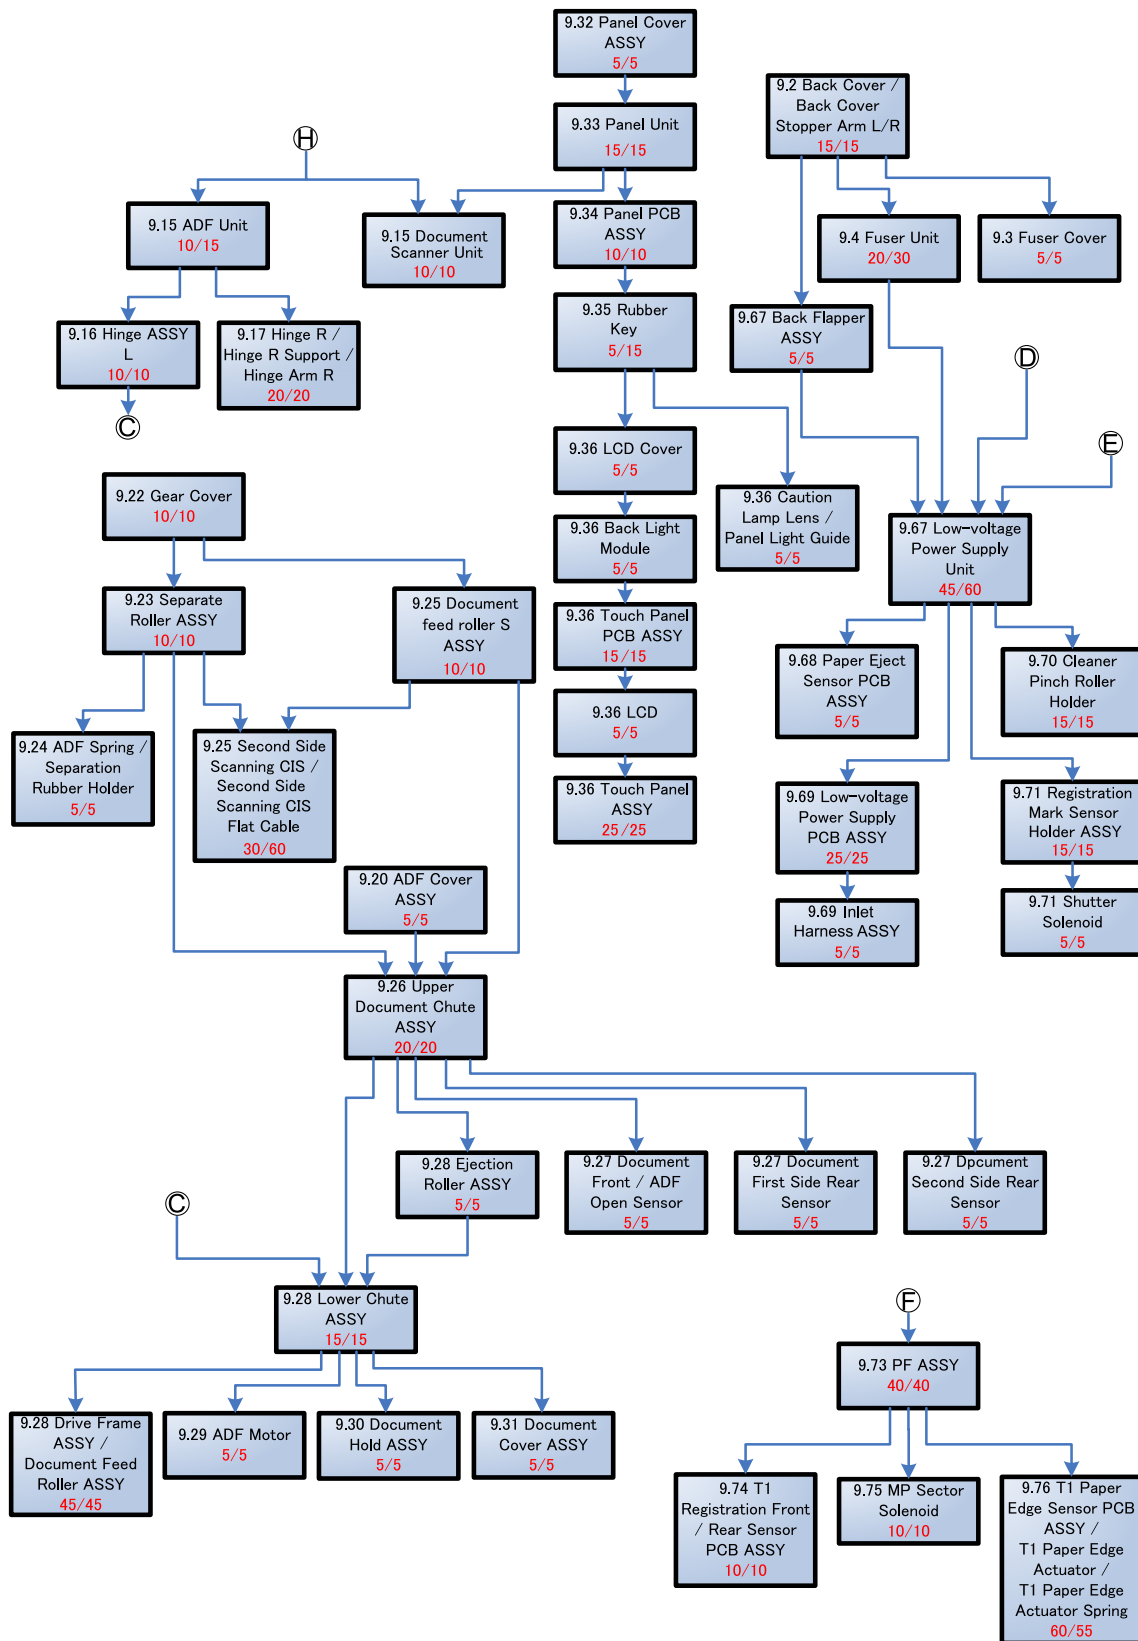 9.32 Panel Cover
ASSY
5/5
9.33 Panel Unit
15/15
9.2 Back Cover /
Back Cover
Stopper Arm L/R
15/15
H
9.15 ADF Unit
10/15
9.15 Document
Scanner Unit
10/10
9.34 Panel PCB
ASSY
10/10
9.4 Fuser Unit
20/30
9.3 Fuser Cover
5/5
9.16 Hinge ASSY
L
10/10
9.17 Hinge R /
Hinge R Support /
Hinge Arm R
20/20
9.35 Rubber
Key
5/15
9.67 Back Flapper
ASSY
5/5
D
C
E
9.36 LCD Cover
5/5
9.22 Gear Cover
10/10
9.36 Back Light
Module
5/5
9.36 Caution
Lamp Lens /
Panel Light Guide
5/5
9.67 Low-voltage
Power Supply
Unit
45/60
9.23 Separate
Roller ASSY
10/10
9.25 Document
feed roller S
ASSY
10/10
9.36 Touch Panel
PCB ASSY
15/15
9.68 Paper Eject
Sensor PCB
ASSY
5/5
9.70 Cleaner
Pinch Roller
Holder
15/15
9.36 LCD
5/5
9.24 ADF Spring /
Separation
Rubber Holder
5/5
9.25 Second Side
Scanning CIS /
Second Side
Scanning CIS
Flat Cable
30/60
9.36 Touch Panel
ASSY
25/25
9.69 Low-voltage
Power Supply
PCB ASSY
25/25
9.71 Registration
Mark Sensor
Holder ASSY
15/15
9.20 ADF Cover
ASSY
5/5
9.69 Inlet
Harness ASSY
5/5
9.71 Shutter
Solenoid
5/5
9.26 Upper
Document Chute
ASSY
20/20
9.28 Ejection
Roller ASSY
5/5
9.27 Document
Front / ADF
Open Sensor
5/5
9.27 Document
First Side Rear
Sensor
5/5
9.27 Dpcument
Second Side Rear
Sensor
5/5
C
9.28 Lower Chute
ASSY
15/15
F
9.73 PF ASSY
40/40
9.28 Drive Frame
ASSY /
Document Feed
Roller ASSY
45/45
9.29 ADF Motor
5/5
9.30 Document
Hold ASSY
5/5
9.31 Document
Cover ASSY
5/5
9.74 T1
Registration Front
/ Rear Sensor
PCB ASSY
10/10
9.75 MP Sector
Solenoid
10/10
9.76 T1 Paper
Edge Sensor PCB
ASSY /
T1 Paper Edge
Actuator /
T1 Paper Edge
Actuator Spring
60/55